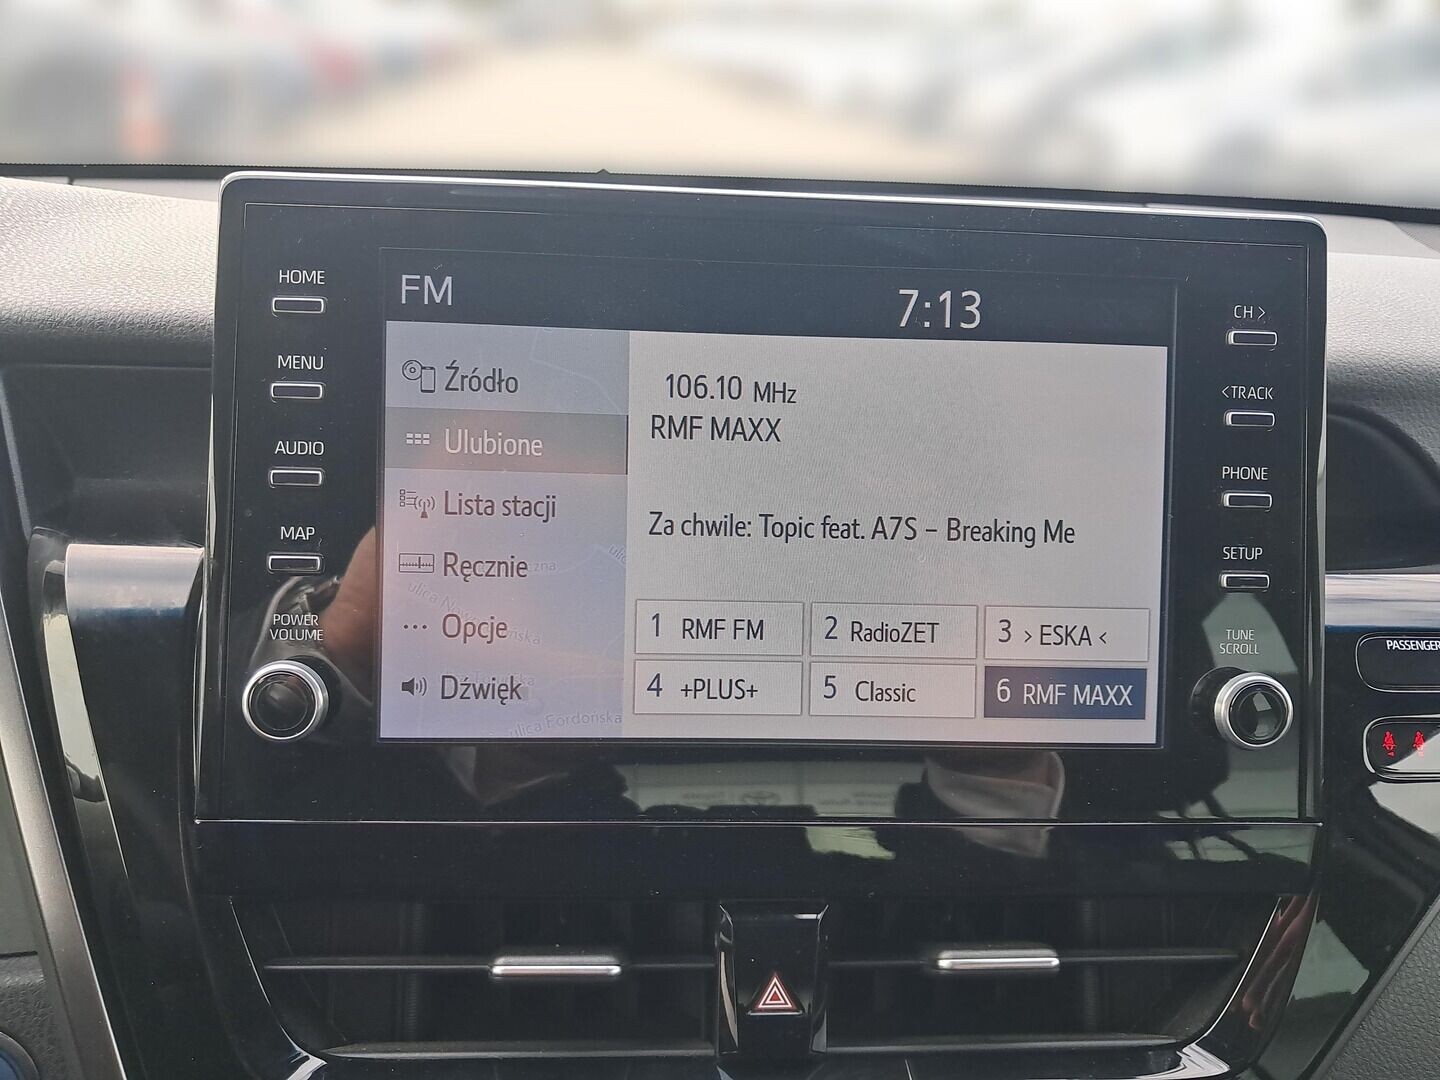 HOME
MENU
AUDIO
MAP
POWER
VOLUME
FM
7:13
Źródło
Ulubione
Lista stacji
Ręcznie
Opcje
Dźwięk
ulica Fordońska
106.10 MHz
RMF MAXX
Za chwile: Topic feat. A7S – Breaking Me
1 RMF FM
2 RadioZET
3 > ESKA <
4 +PLUS+
5 Classic
6 RMF MAXX
CH >
< TRACK
PHONE
SETUP
TUNE
SCROLL
PASSENGER